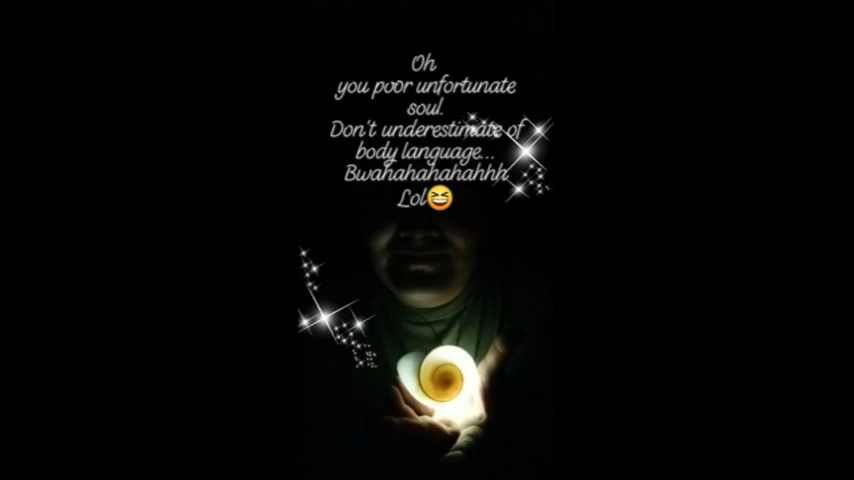 Oh
you poor unfortunate
soul.
Don't underestimate of
body language...
Bwahahahahahhh
Lol😆